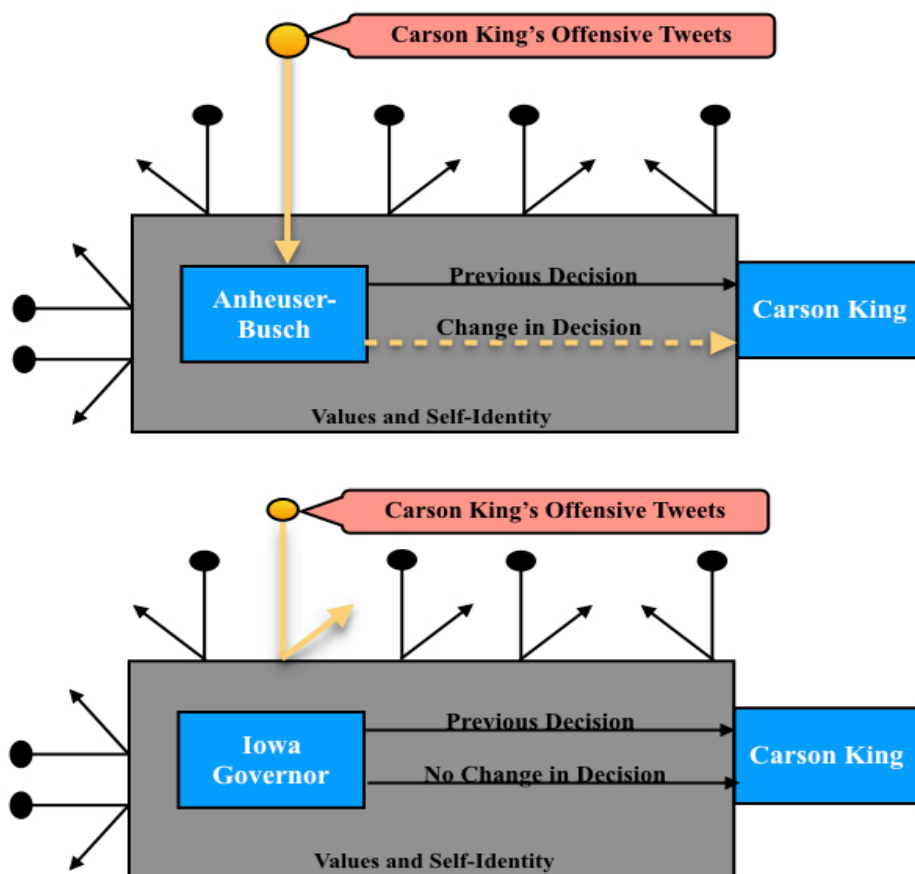 Carson King’s Offensive Tweets
Previous Decision
Anheuser-
Busch
Carson King
Change in Decision
Values and Self-Identity
Carson King’s Offensive Tweets
Previous Decision
Iowa
Governor
Carson King
No Change in Decision
Values and Self-Identity